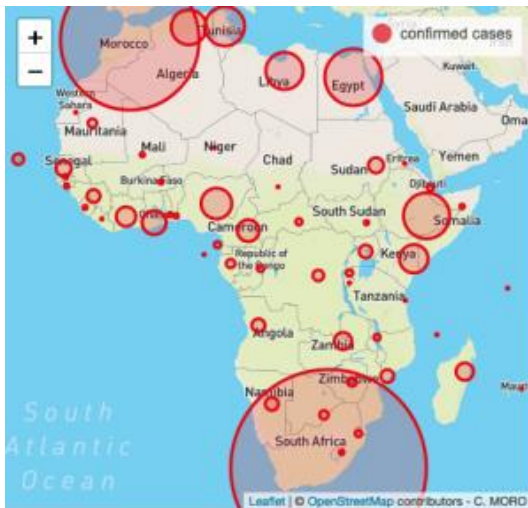 +
−
confirmed cases
Tunisia
Morocco
Algeria
Libya
Egypt
Kuwait
Western
Sahara
Saudi Arabia
Oma
Mauritania
Mali
Niger
Chad
Sudan
Eritrea
Yemen
Senegal
Burkina Faso
Djibouti
South Sudan
Somalia
Cameroon
Republic of
the Congo
Kenya
Tanzania
Angola
Zambia
Zimbabwe
Namibia
South Africa
South
Atlantic
Ocean
Leaflet | © OpenStreetMap contributors - C. MORO